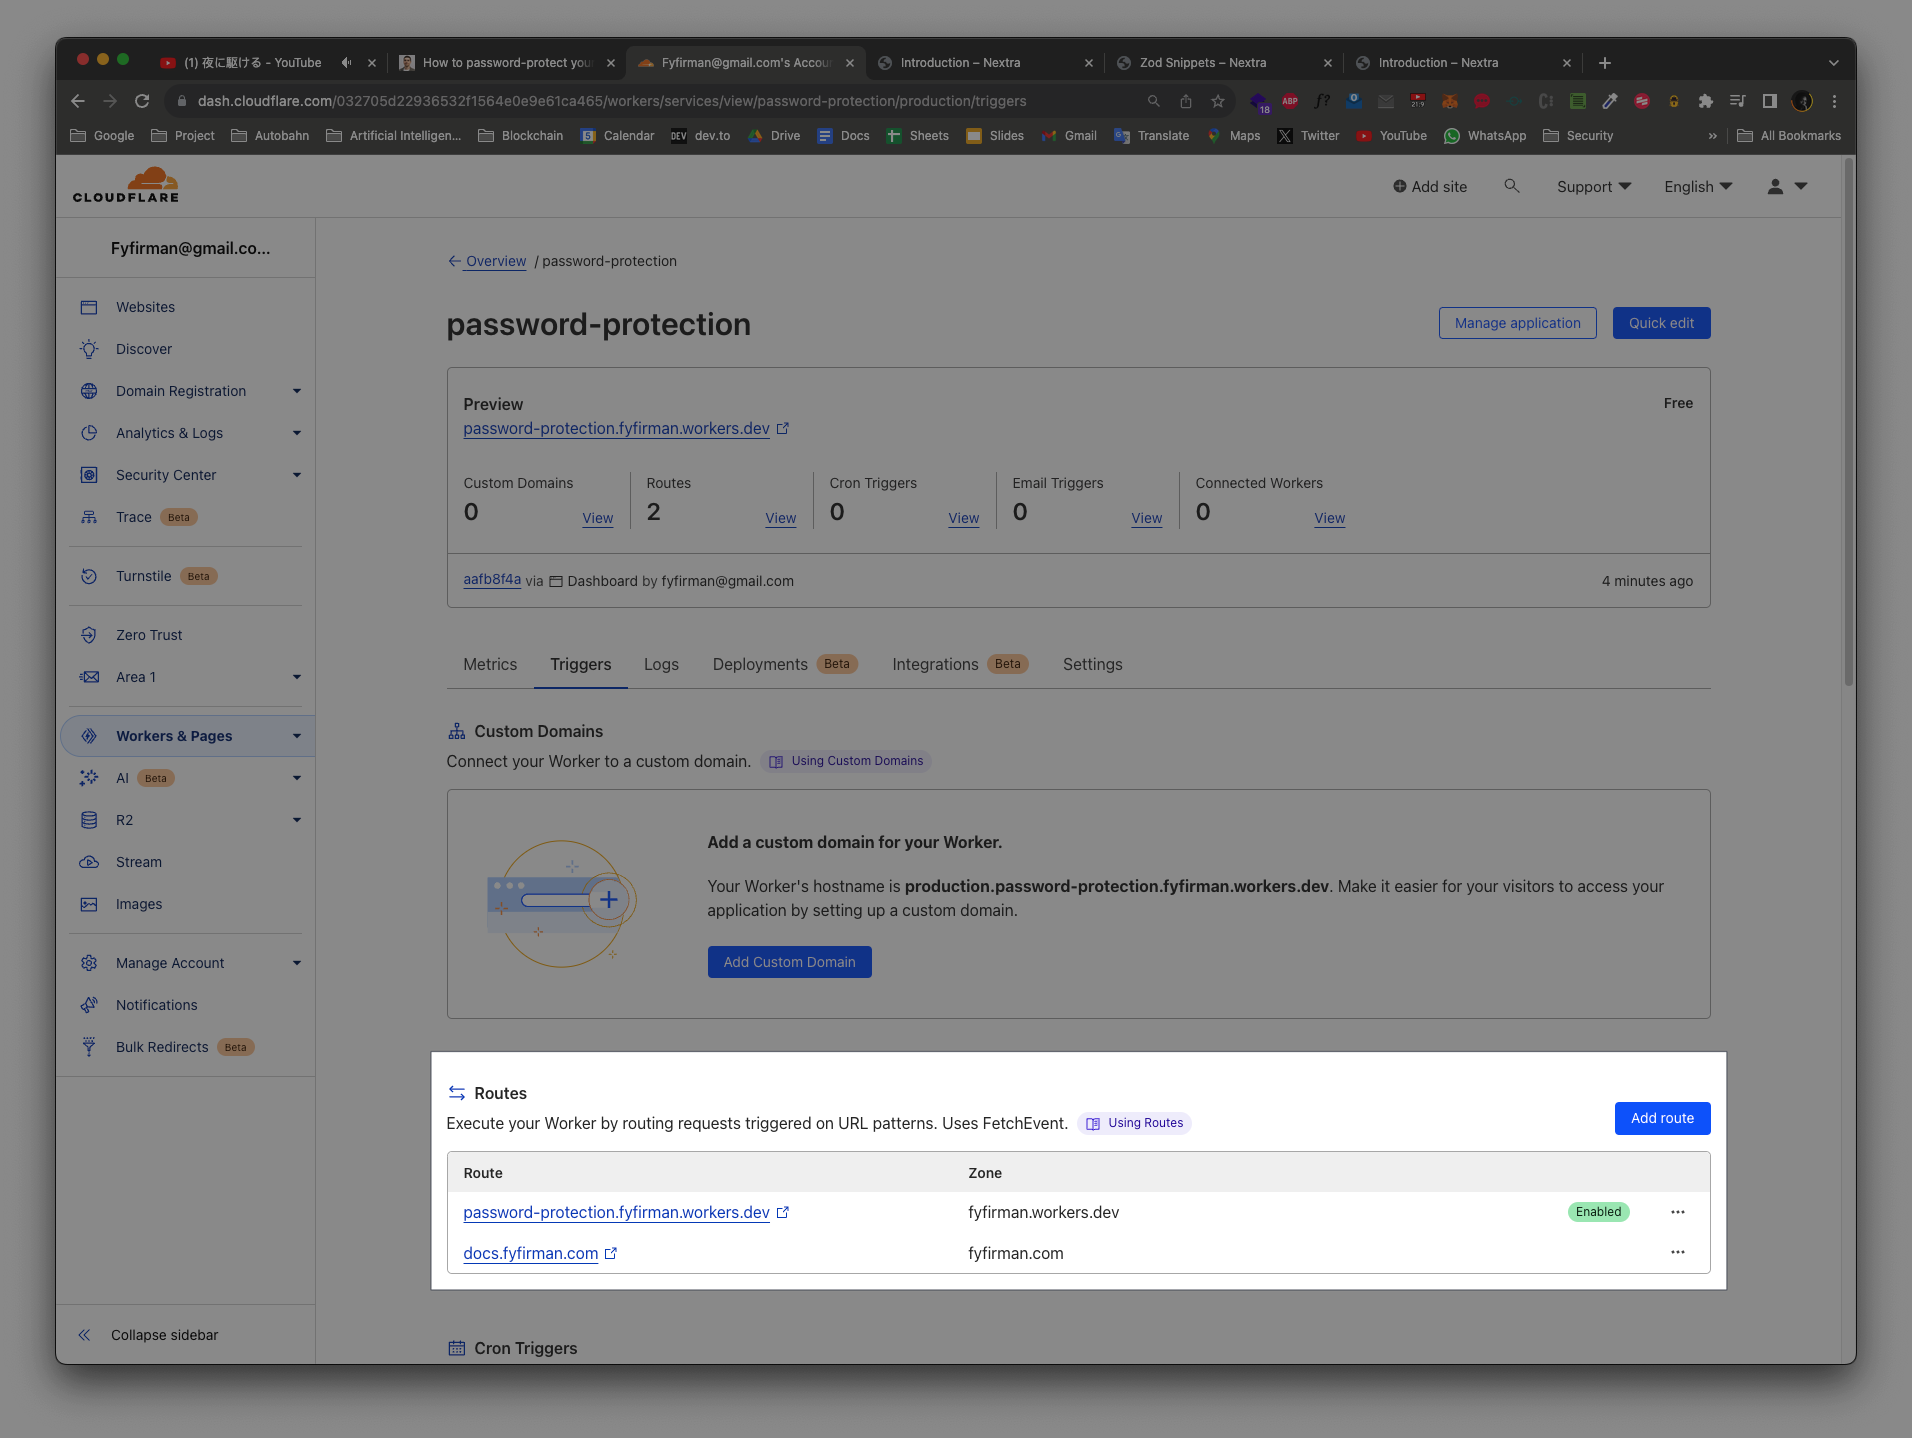 (1) 夜に駆ける - YouTube
How to password-protect you
Fyfirman@gmail.com's Accou
Introduction – Nextra
Zod Snippets – Nextra
Introduction – Nextra
dash.cloudflare.com/032705d22936532f1564e0e9e61ca465/workers/services/view/password-protection/production/triggers
18
ABP
f?
21:9
Google
Project
Autobahn
Artificial Intelligen...
Blockchain
Calendar
DEV
dev.to
Drive
Docs
Sheets
Slides
Gmail
Translate
Maps
Twitter
YouTube
WhatsApp
Security
»
All Bookmarks
CLOUDFLARE
Add site
Support
English
Fyfirman@gmail.co...
Websites
Discover
Domain Registration
Analytics & Logs
Security Center
Trace Beta
Turnstile Beta
Zero Trust
Area 1
Workers & Pages
AI Beta
R2
Stream
Images
Manage Account
Notifications
Bulk Redirects Beta
Collapse sidebar
Overview / password-protection
password-protection
Manage application
Quick edit
Preview
Free
password-protection.fyfirman.workers.dev
Custom Domains
0
View
Routes
2
View
Cron Triggers
0
View
Email Triggers
0
View
Connected Workers
0
View
aafb8f4a via Dashboard by fyfirman@gmail.com
4 minutes ago
Metrics
Triggers
Logs
Deployments Beta
Integrations Beta
Settings
Custom Domains
Connect your Worker to a custom domain. Using Custom Domains
Add a custom domain for your Worker.
Your Worker's hostname is production.password-protection.fyfirman.workers.dev. Make it easier for your visitors to access your
application by setting up a custom domain.
Add Custom Domain
Routes
Execute your Worker by routing requests triggered on URL patterns. Uses FetchEvent. Using Routes
Add route
Route
Zone
password-protection.fyfirman.workers.dev
fyfirman.workers.dev
Enabled
docs.fyfirman.com
fyfirman.com
Cron Triggers